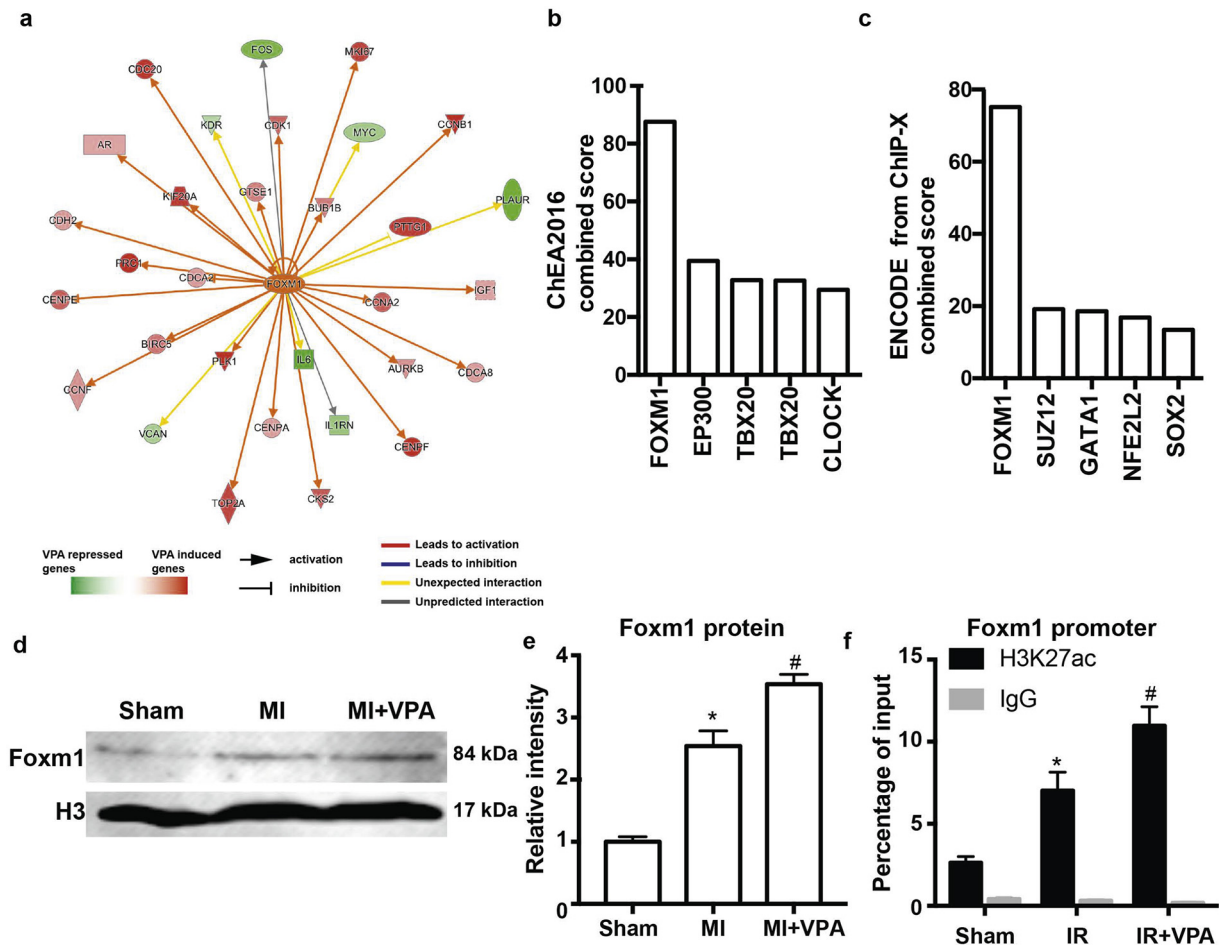 a
FOS
MKI67
CDC20
KDR
CDK1
MYC
CCNB1
AR
KIF20A
GTSE1
BUB1B
PLAUR
CDH2
PTTG1
PRC1
CDCA2
FOXM1
CENPE
CCNA2
IGF1
BIRC5
PLK1
IL6
AURKB
CDCA8
CCNF
VCAN
CENPA
IL1RN
CENPF
TOP2A
CKS2
VPA repressed
genes
VPA induced
genes
activation
inhibition
Leads to activation
Leads to inhibition
Unexpected interaction
Unpredicted interaction
b
ChEA2016
combined score
100
80
60
40
20
0
FOXM1
EP300
TBX20
TBX20
CLOCK
c
ENCODE from ChIP-X
combined score
80
60
40
20
0
FOXM1
SUZ12
GATA1
NFE2L2
SOX2
d
Sham MI MI+VPA
Foxm1 84 kDa
H3 17 kDa
e
Foxm1 protein
Relative intensity
4
3
2
1
0
*
#
Sham MI MI+VPA
f
Foxm1 promoter
H3K27ac
IgG
Percentage of input
15
10
5
0
*
#
Sham IR IR+VPA